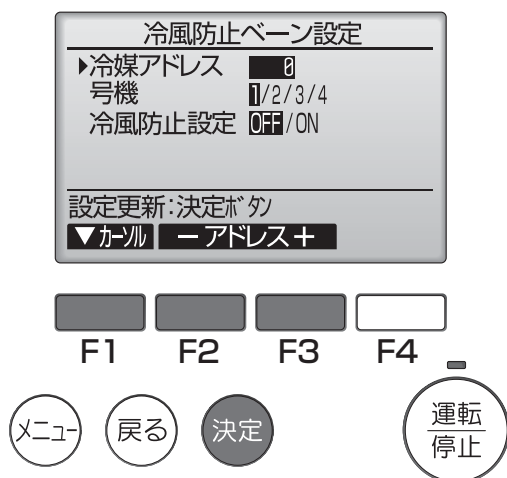 冷風防止ベーン設定
▶冷媒アドレス 0
号機 1/2/3/4
冷風防止設定 OFF/ON
設定更新:決定ボタン
▼カーソル − アドレス +
F1 F2 F3 F4
メニュー 戻る 決定 運転
停止